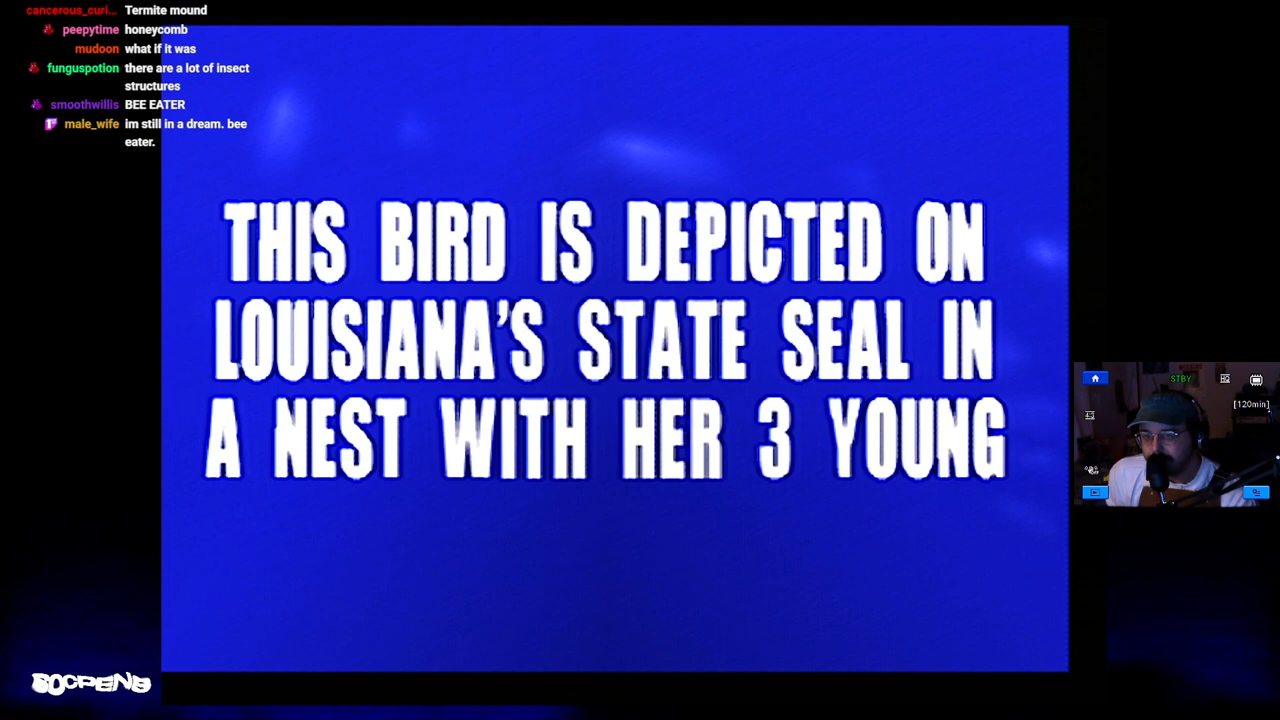 cancerous_curi... Termite mound
peepytime honeycomb
mudoon what if it was
funguspotion there are a lot of insect
structures
smoothwillis BEE EATER
male_wife im still in a dream. bee
eater.
THIS BIRD IS DEPICTED ON
LOUISIANA'S STATE SEAL IN
A NEST WITH HER 3 YOUNG
STBY
[120min]
SOCPENS